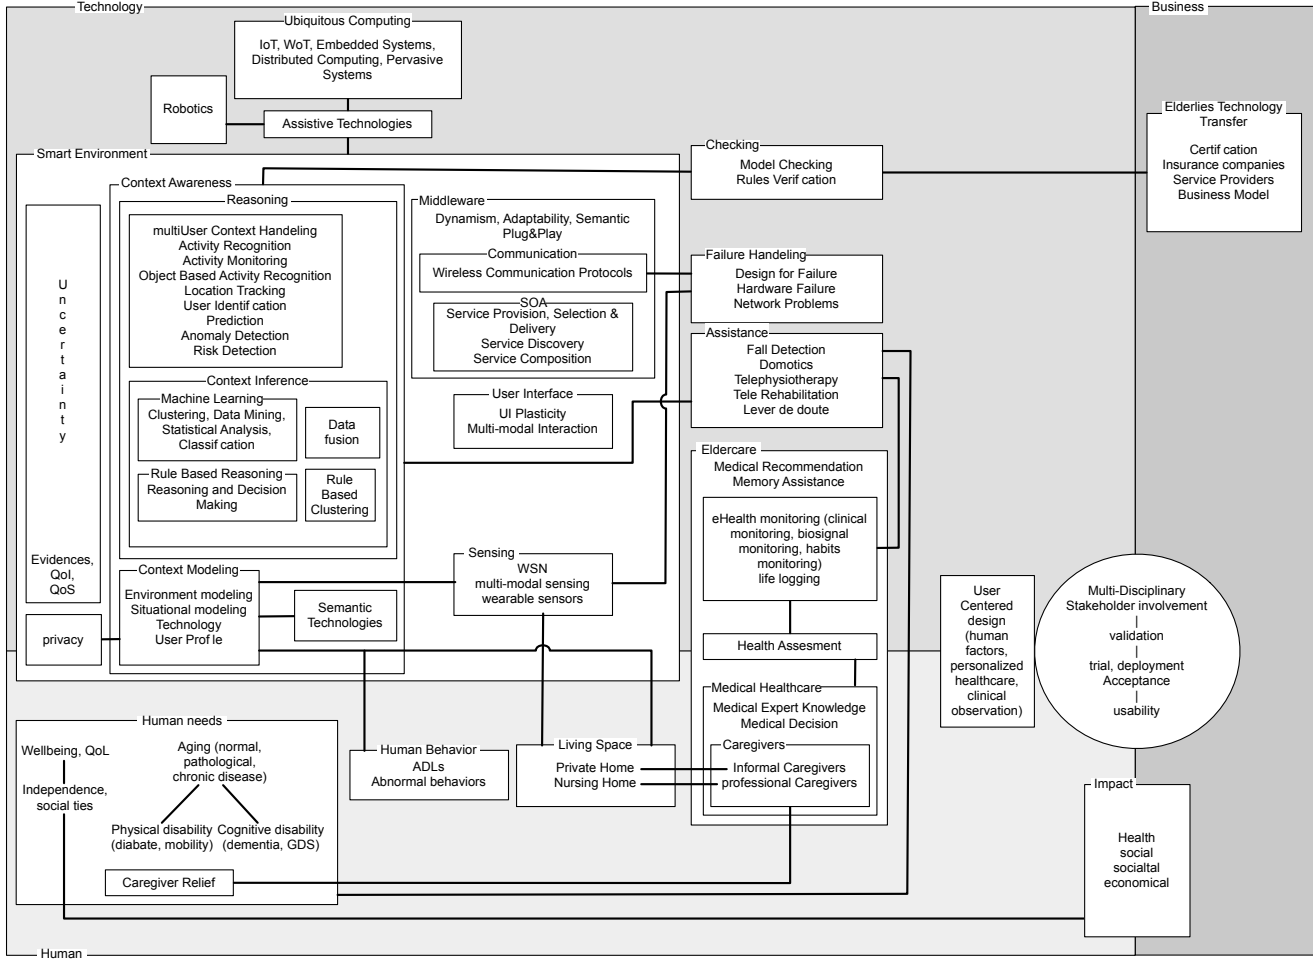 Technology
Business
Ubiquitous Computing
IoT, WoT, Embedded Systems,
Distributed Computing, Pervasive
Systems
Robotics
Assistive Technologies
Elderlies Technology
Transfer
Certif cation
Insurance companies
Service Providers
Business Model
Smart Environment
Checking
Model Checking
Rules Verif cation
Context Awareness
Reasoning
multiUser Context Handeling
Activity Recognition
Activity Monitoring
Object Based Activity Recognition
Location Tracking
User Identif cation
Prediction
Anomaly Detection
Risk Detection
Middleware
Dynamism, Adaptability, Semantic
Plug&Play
Communication
Wireless Communication Protocols
SOA
Service Provision, Selection &
Delivery
Service Discovery
Service Composition
Failure Handeling
Design for Failure
Hardware Failure
Network Problems
U
n
c
e
r
t
a
i
n
t
y
Evidences,
QoI,
QoS
Assistance
Fall Detection
Domotics
Telephysiotherapy
Tele Rehabilitation
Lever de doute
Context Inference
Machine Learning
Clustering, Data Mining,
Statistical Analysis,
Classif cation
Data
fusion
Rule Based Reasoning
Reasoning and Decision
Making
Rule
Based
Clustering
User Interface
UI Plasticity
Multi-modal Interaction
Eldercare
Medical Recommendation
Memory Assistance
eHealth monitoring (clinical
monitoring, biosignal
monitoring, habits
monitoring)
life logging
Sensing
WSN
multi-modal sensing
wearable sensors
Context Modeling
Environment modeling
Situational modeling
Technology
User Prof le
Semantic
Technologies
privacy
Health Assesment
User
Centered
design
(human
factors,
personalized
healthcare,
clinical
observation)
Multi-Disciplinary
Stakeholder involvement
|
validation
|
trial, deployment
Acceptance
|
usability
Medical Healthcare
Medical Expert Knowledge
Medical Decision
Caregivers
Informal Caregivers
professional Caregivers
Human needs
Wellbeing, QoL
Independence,
social ties
Aging (normal,
pathological,
chronic disease)
Physical disability
(diabate, mobility)
Cognitive disability
(dementia, GDS)
Caregiver Relief
Human Behavior
ADLs
Abnormal behaviors
Living Space
Private Home
Nursing Home
Impact
Health
social
socialtal
economical
Human